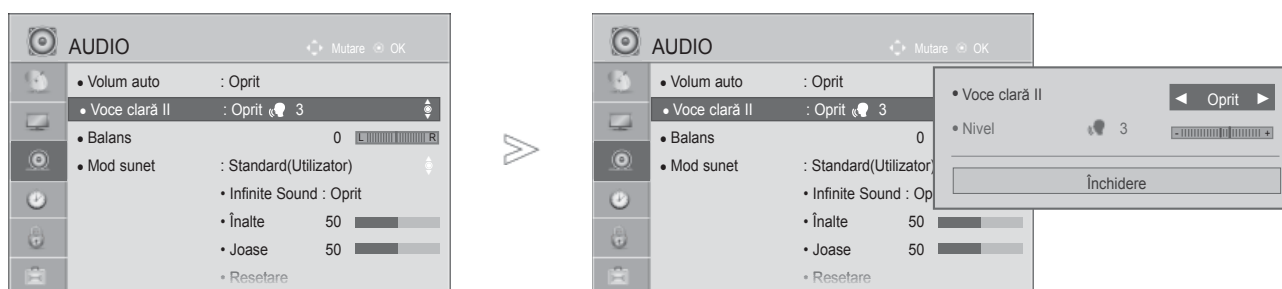 AUDIO
Mutare OK
• Volum auto : Oprit
• Voce clară II : Oprit 3
• Balans 0 L R
• Mod sunet : Standard(Utilizator)
• Infinite Sound : Oprit
• Înalte 50
• Joase 50
• Resetare
AUDIO
Mutare OK
• Volum auto : Oprit
• Voce clară II : Oprit 3
• Balans 0
• Mod sunet : Standard(Utilizator)
• Infinite Sound : Op
• Înalte 50
• Joase 50
• Resetare
• Voce clară II ◄ Oprit ►
• Nivel 3 - +
Închidere